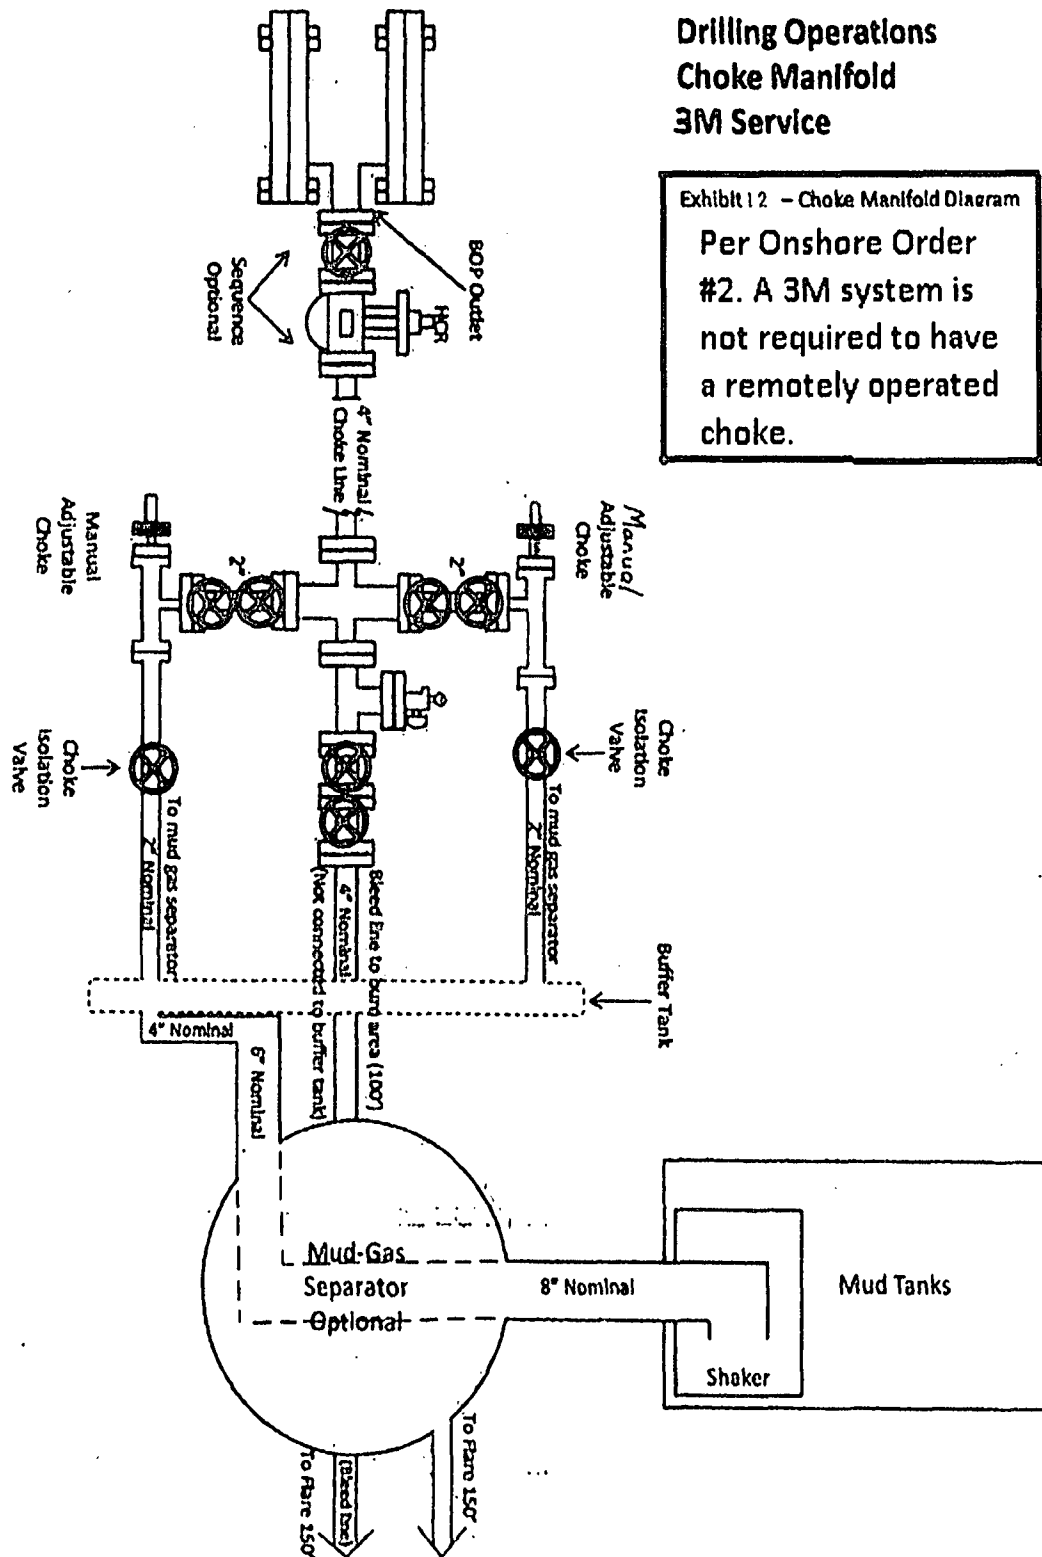 Drilling Operations
Choke Manifold
3M Service
Exhibit 12 – Choke Manifold Diagram
Per Onshore Order
#2. A 3M system is
not required to have
a remotely operated
choke.
BOP Outlet
HCR
Sequence
Optional
4" Nominal
Choke Line
Manual
Adjustable
Choke
2"
2"
Manual
Adjustable
Choke
Choke
Isolation
Valve
Choke
Isolation
Valve
To mud gas separator
2" Nominal
Bleed line to burn area (100')
4" Nominal
(Not connected to buffer tank)
To mud gas separator
2" Nominal
Buffer Tank
4" Nominal
6" Nominal
Mud-Gas
Separator
Optional
8" Nominal
Mud Tanks
Shaker
To Flare 150'
(Bleed line)
To Flare 150'